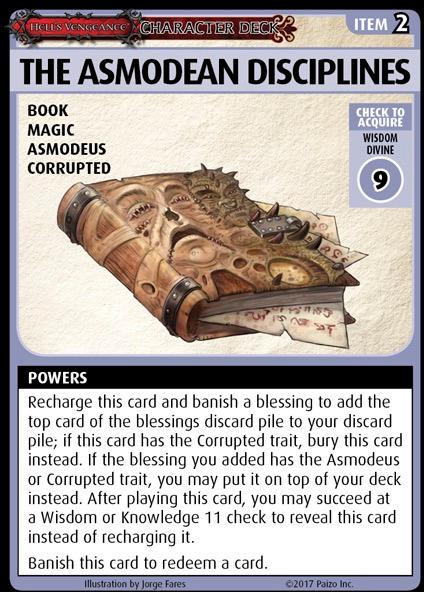 HELL'S VENGEANCE CHARACTER DECK
ITEM 2
THE ASMODEAN DISCIPLINES
BOOK
MAGIC
ASMODEUS
CORRUPTED
CHECK TO
ACQUIRE
WISDOM
DIVINE
9
POWERS
Recharge this card and banish a blessing to add the
top card of the blessings discard pile to your discard
pile; if this card has the Corrupted trait, bury this card
instead. If the blessing you added has the Asmodeus
or Corrupted trait, you may put it on top of your deck
instead. After playing this card, you may succeed at
a Wisdom or Knowledge 11 check to reveal this card
instead of recharging it.
Banish this card to redeem a card.
Illustration by Jorge Fares
©2017 Paizo Inc.